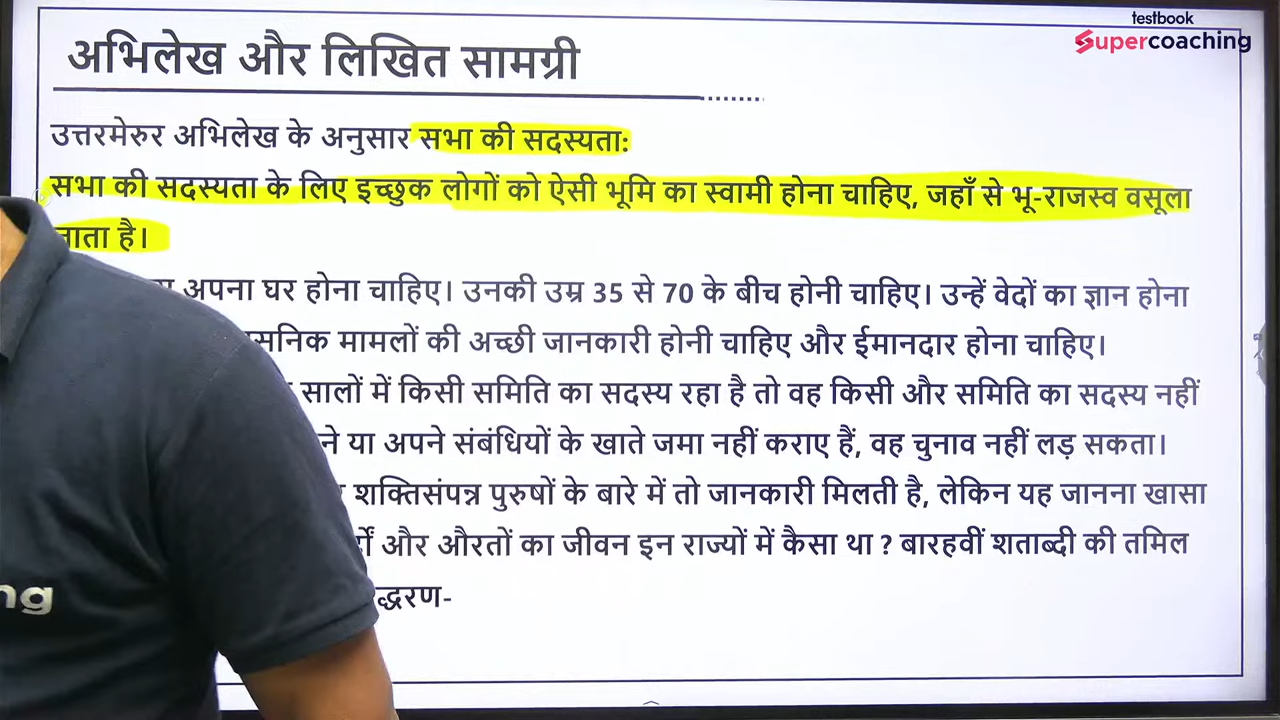 testbook
Supercoaching
अभिलेख और लिखित सामग्री
उत्तरमेरुर अभिलेख के अनुसार सभा की सदस्यता:
सभा की सदस्यता के लिए इच्छुक लोगों को ऐसी भूमि का स्वामी होना चाहिए, जहाँ से भू-राजस्व वसूला
है।
अपना घर होना चाहिए। उनकी उम्र 35 से 70 के बीच होनी चाहिए। उन्हें वेदों का ज्ञान होना
मामलों की अच्छी जानकारी होनी चाहिए और ईमानदार होना चाहिए।
सालों में किसी समिति का सदस्य रहा है तो वह किसी और समिति का सदस्य नहीं
या अपने संबंधियों के खाते जमा नहीं कराए हैं, वह चुनाव नहीं लड़ सकता।
शक्तिसंपन्न पुरुषों के बारे में तो जानकारी मिलती है, लेकिन यह जानना खासा
और औरतों का जीवन इन राज्यों में कैसा था ? बारहवीं शताब्दी की तमिल
ng